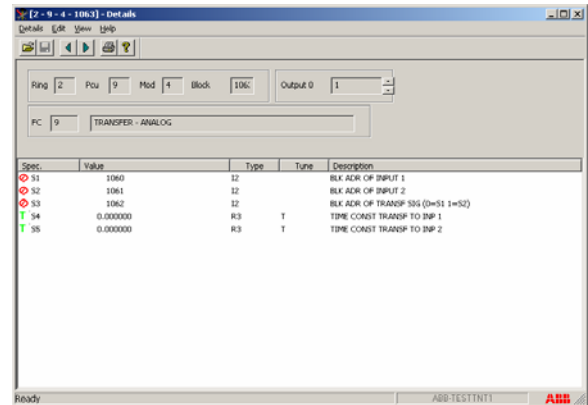 [2 - 9 - 4 - 1063] - Details
Details Edit View Help
Ring 2 Pcu 9 Mod 4 Block 106 Output 0 1
FC 9 TRANSFER - ANALOG
Spec. Value Type Tune Description
S1 1060 I2 BLK ADR OF INPUT 1
S2 1061 I2 BLK ADR OF INPUT 2
S3 1062 I2 BLK ADR OF TRANSF SIG (0=S1 1=S2)
T S4 0.000000 R3 T TIME CONST TRANSF TO INP 1
T S5 0.000000 R3 T TIME CONST TRANSF TO INP 2
Ready ABB-TESTTNT1 ABB